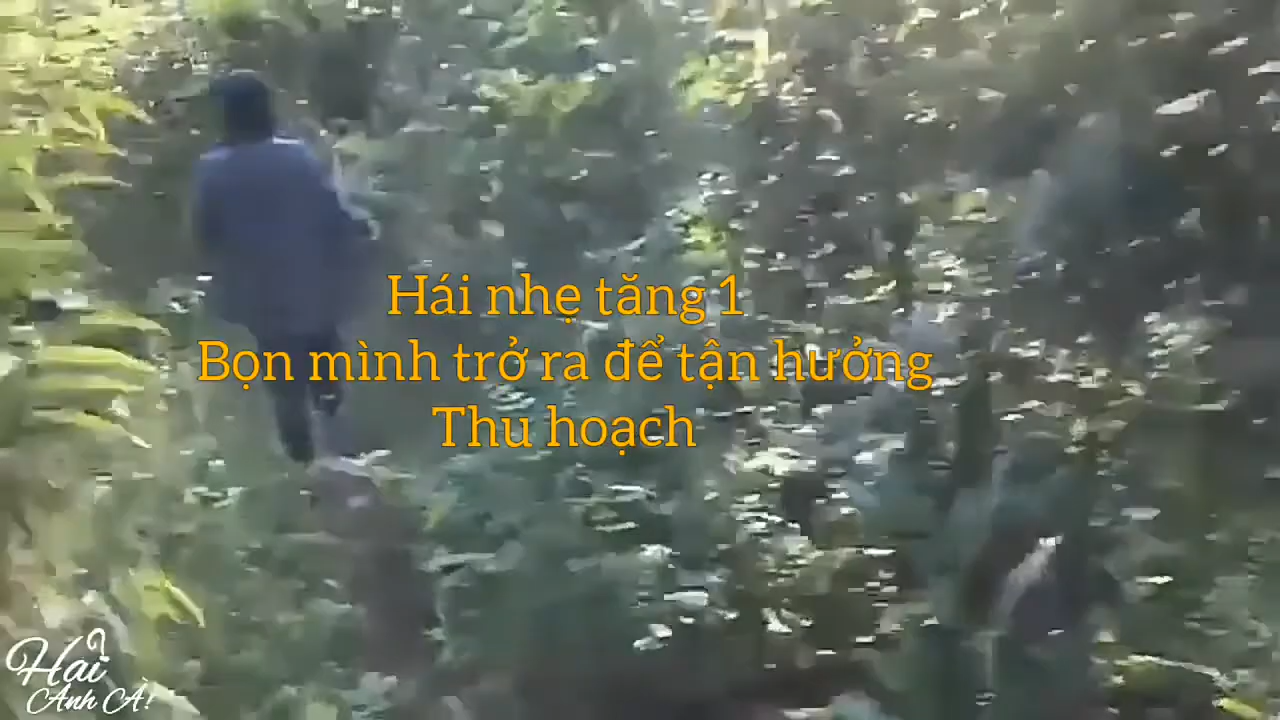 Hái nhẹ tăng 1
Bọn mình trở ra để tận hưởng
Thu hoạch
Hải
Anh À!